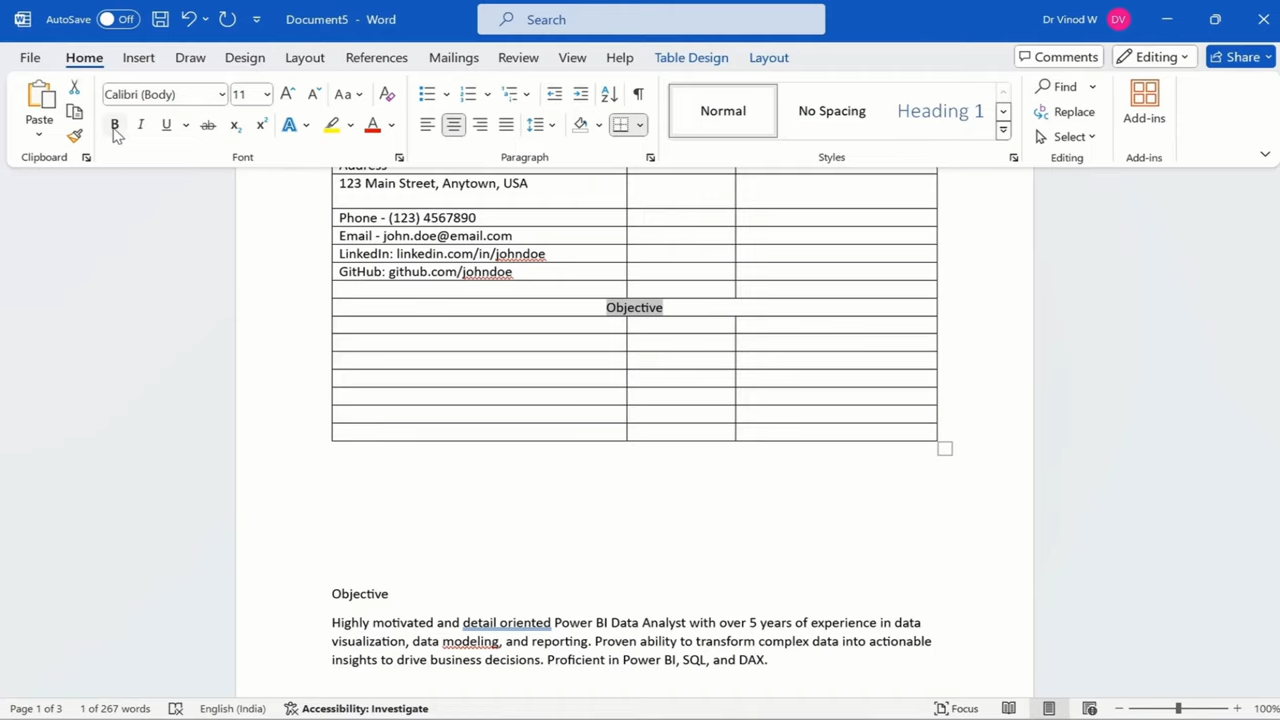 AutoSave Off Document5 - Word Search Dr Vinod W DV
File Home Insert Draw Design Layout References Mailings Review View Help Table Design Layout Comments Editing Share
Paste Calibri (Body) 11 Aa Normal No Spacing Heading 1 Find Replace Select Add-ins
Clipboard Font Paragraph Styles Editing Add-ins
Address
123 Main Street, Anytown, USA
Phone - (123) 4567890
Email - john.doe@email.com
LinkedIn: linkedin.com/in/johndoe
GitHub: github.com/johndoe
Objective
Objective
Highly motivated and detail oriented Power BI Data Analyst with over 5 years of experience in data
visualization, data modeling, and reporting. Proven ability to transform complex data into actionable
insights to drive business decisions. Proficient in Power BI, SQL, and DAX.
Page 1 of 3 1 of 267 words English (India) Accessibility: Investigate Focus 100%